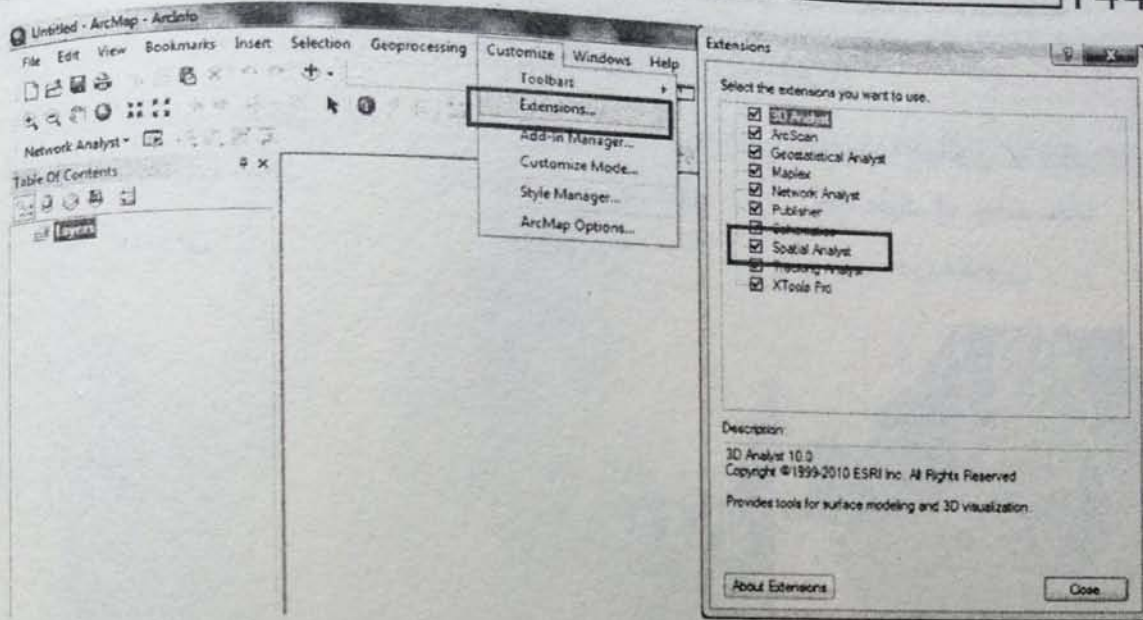 Untitled - ArcMap - ArcInfo
File Edit View Bookmarks Insert Selection Geoprocessing Customize Windows Help
Network Analyst
Table Of Contents
Layers
Toolbars
Extensions...
Add-In Manager...
Customize Mode...
Style Manager...
ArcMap Options...
Extensions
Select the extensions you want to use.
3D Analyst
ArcScan
Geostatistical Analyst
Maplex
Network Analyst
Publisher
Schematics
Spatial Analyst
Tracking Analyst
XTools Pro
Description:
3D Analyst 10.0
Copyright ©1999-2010 ESRI Inc. All Rights Reserved
Provides tools for surface modeling and 3D visualization.
About Extensions
Close